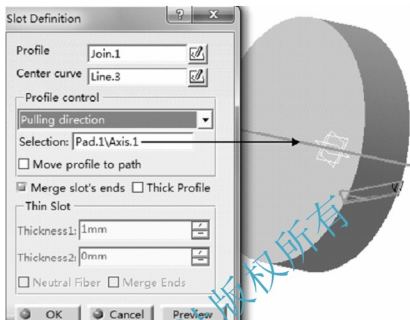 Slot Definition
? X
Profile Join.1
Center curve Line.3
Profile control
Pulling direction
Selection: Pad.1\Axis.1
Move profile to path
Merge slot's ends Thick Profile
Thin Slot
Thickness1: 1mm
Thickness2: 0mm
Neutral Fiber Merge Ends
OK Cancel Preview
版权所有